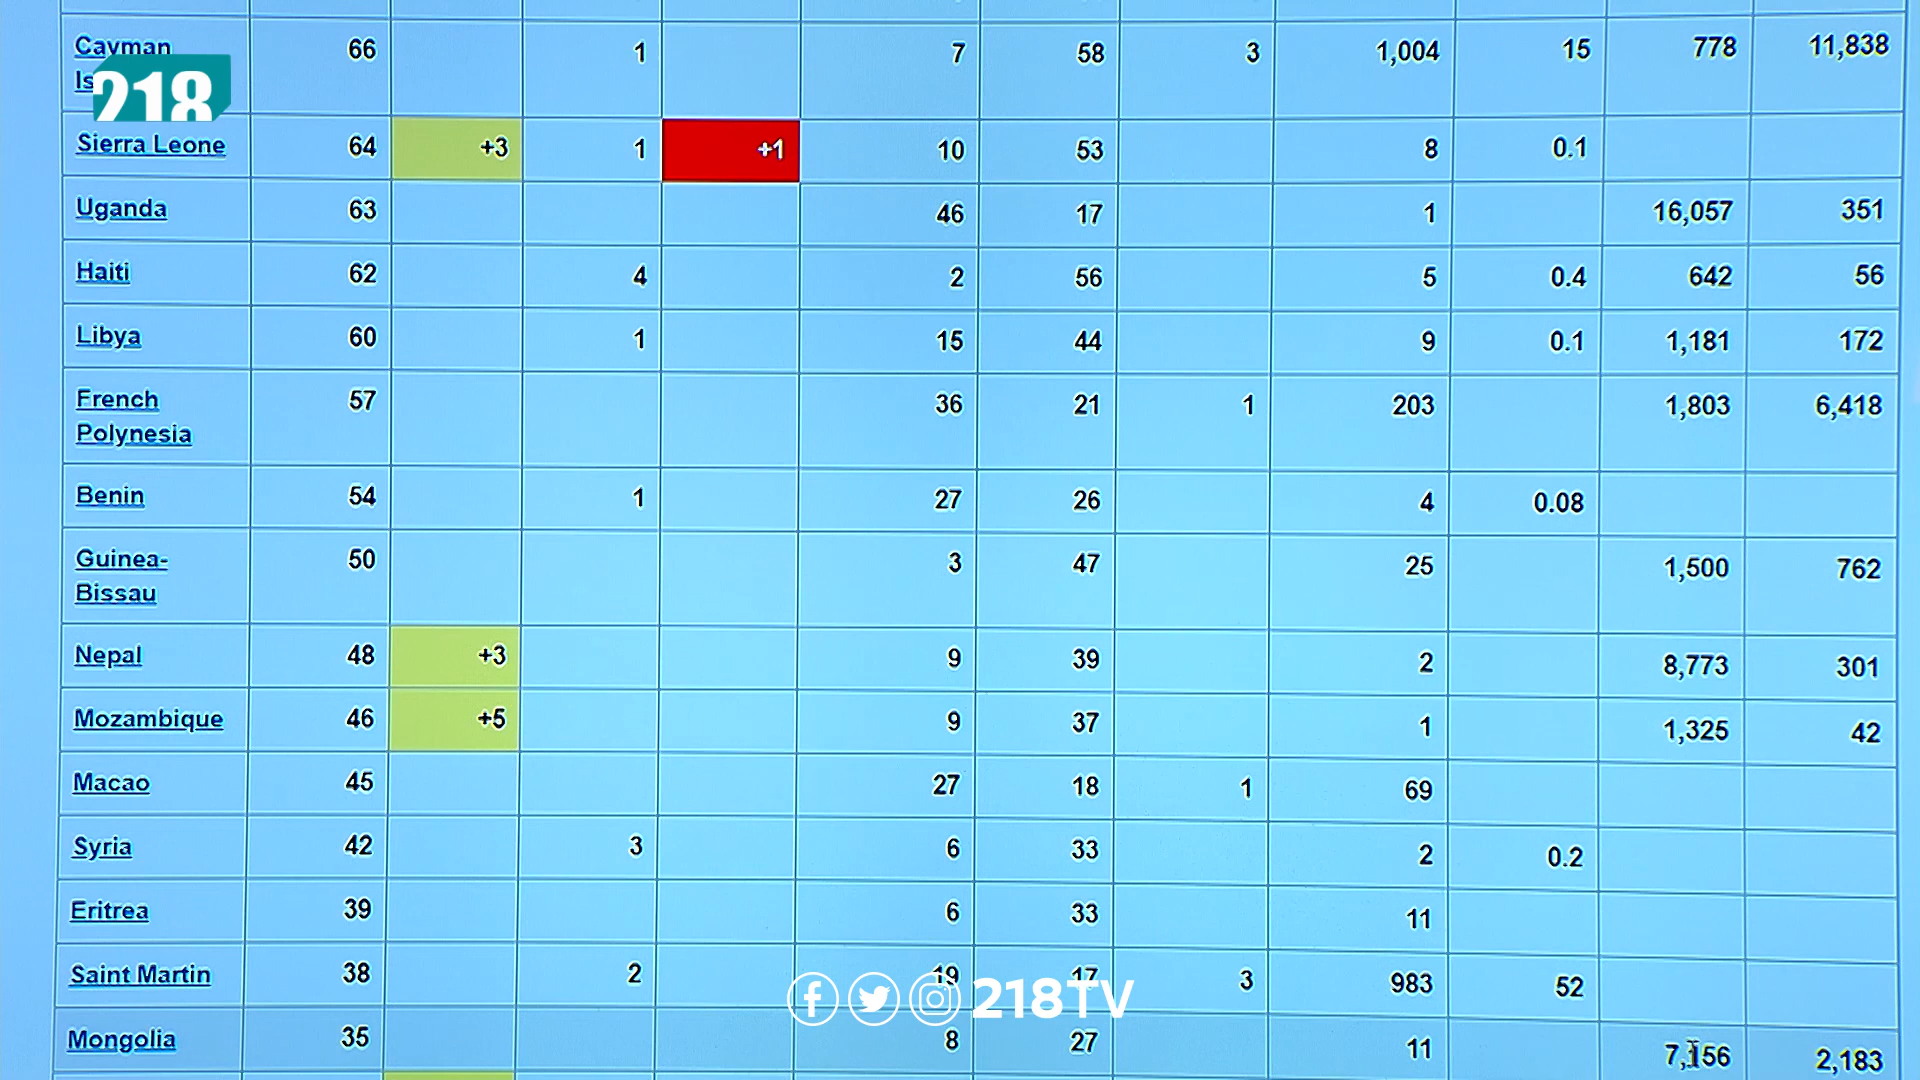 Cayman 66 1 7 58 3 1,004 15 778 11,838
Is
218
Sierra Leone 64 +3 1 +1 10 53 8 0.1
Uganda 63 46 17 1 16,057 351
Haiti 62 4 2 56 5 0.4 642 56
Libya 60 1 15 44 9 0.1 1,181 172
French 57 36 21 1 203 1,803 6,418
Polynesia
Benin 54 1 27 26 4 0.08
Guinea- 50 3 47 25 1,500 762
Bissau
Nepal 48 +3 9 39 2 8,773 301
Mozambique 46 +5 9 37 1 1,325 42
Macao 45 27 18 1 69
Syria 42 3 6 33 2 0.2
Eritrea 39 6 33 11
Saint Martin 38 2 19 17 3 983 52
218TV
Mongolia 35 8 27 11 7,156 2,183